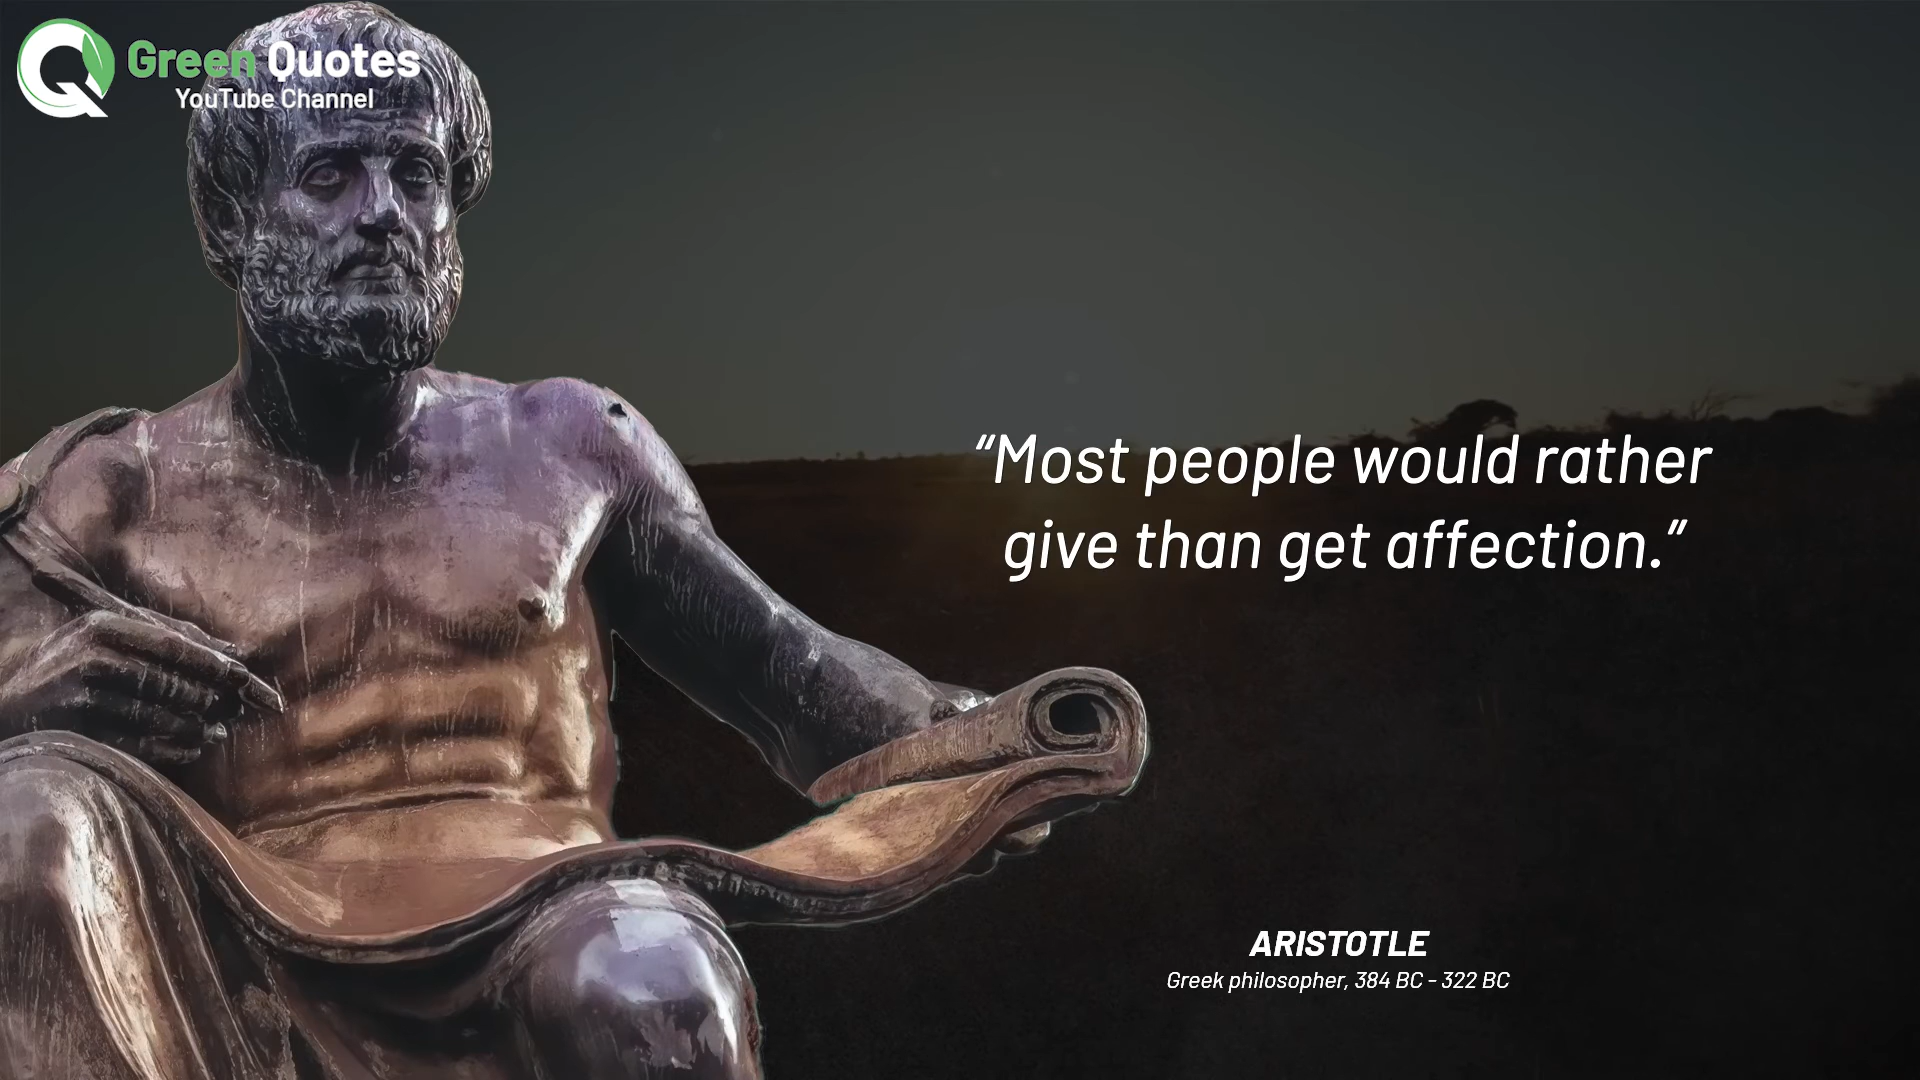 Green Quotes
YouTube Channel
“Most people would rather
give than get affection.”
ARISTOTLE
Greek philosopher, 384 BC - 322 BC